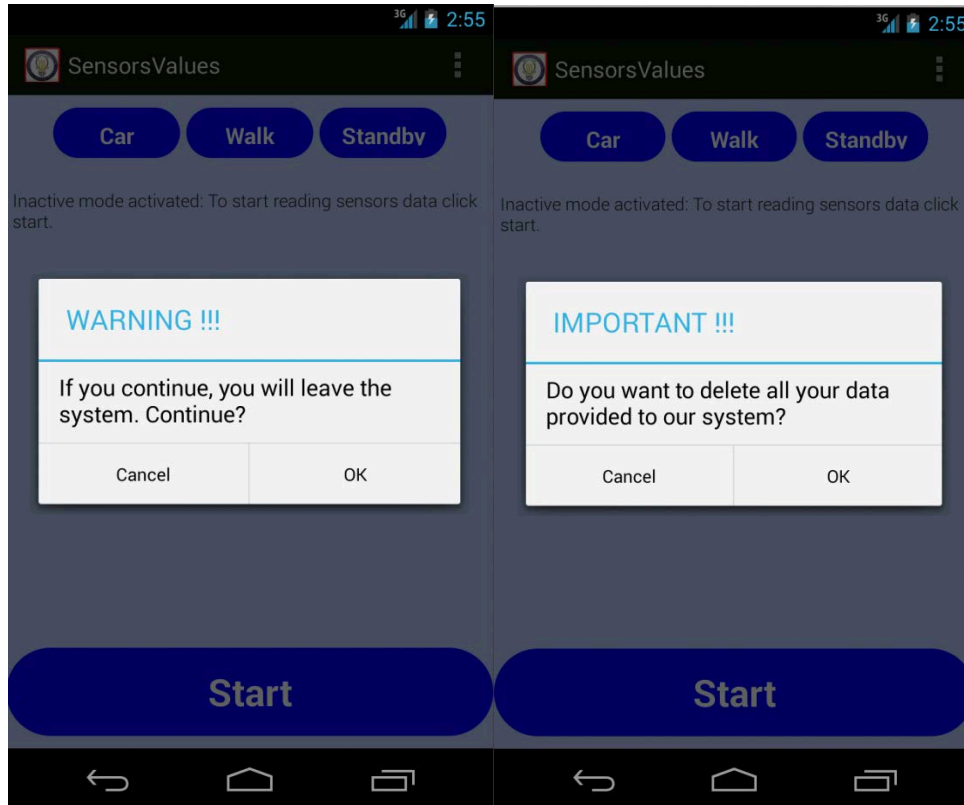 3G 2:55
SensorsValues
Car Walk Standby
Inactive mode activated: To start reading sensors data click
start.
WARNING !!!
If you continue, you will leave the
system. Continue?
Cancel OK
Start
3G 2:55
SensorsValues
Car Walk Standby
Inactive mode activated: To start reading sensors data click
start.
IMPORTANT !!!
Do you want to delete all your data
provided to our system?
Cancel OK
Start